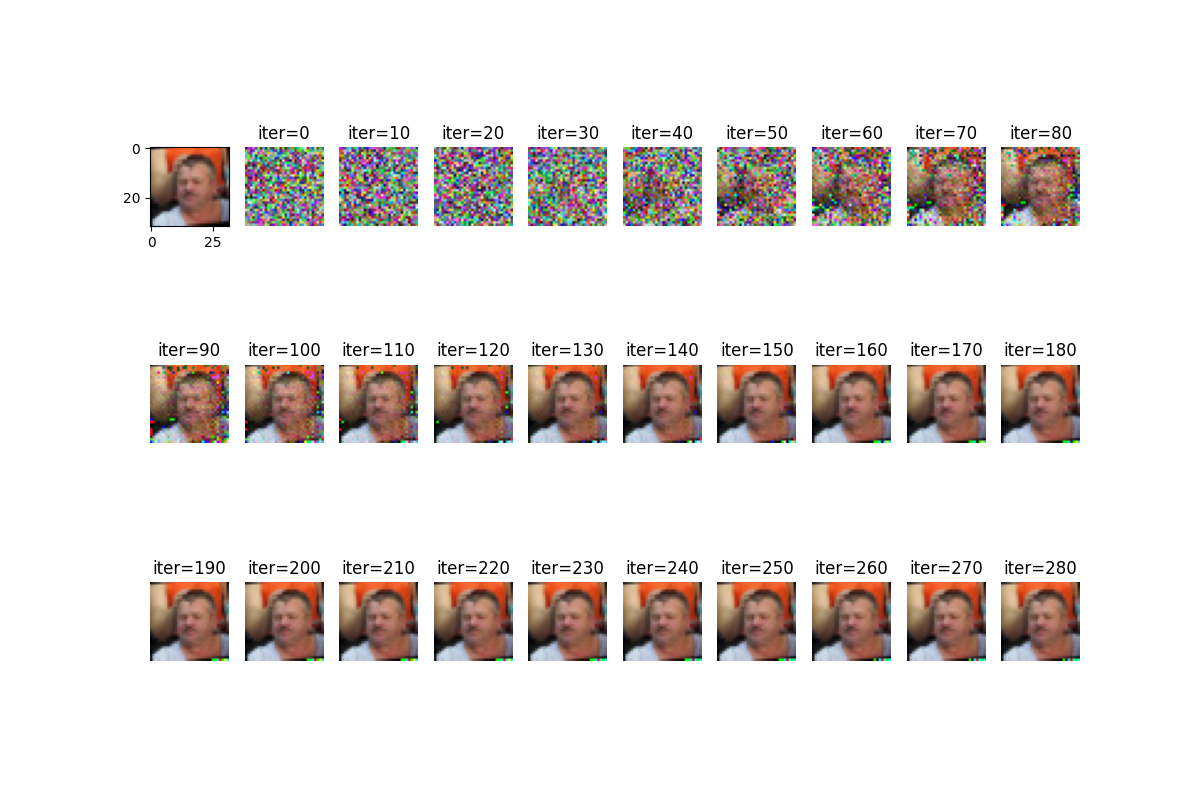 iter=0 iter=10 iter=20 iter=30 iter=40 iter=50 iter=60 iter=70 iter=80
0
20
0 25
iter=90 iter=100 iter=110 iter=120 iter=130 iter=140 iter=150 iter=160 iter=170 iter=180
iter=190 iter=200 iter=210 iter=220 iter=230 iter=240 iter=250 iter=260 iter=270 iter=280